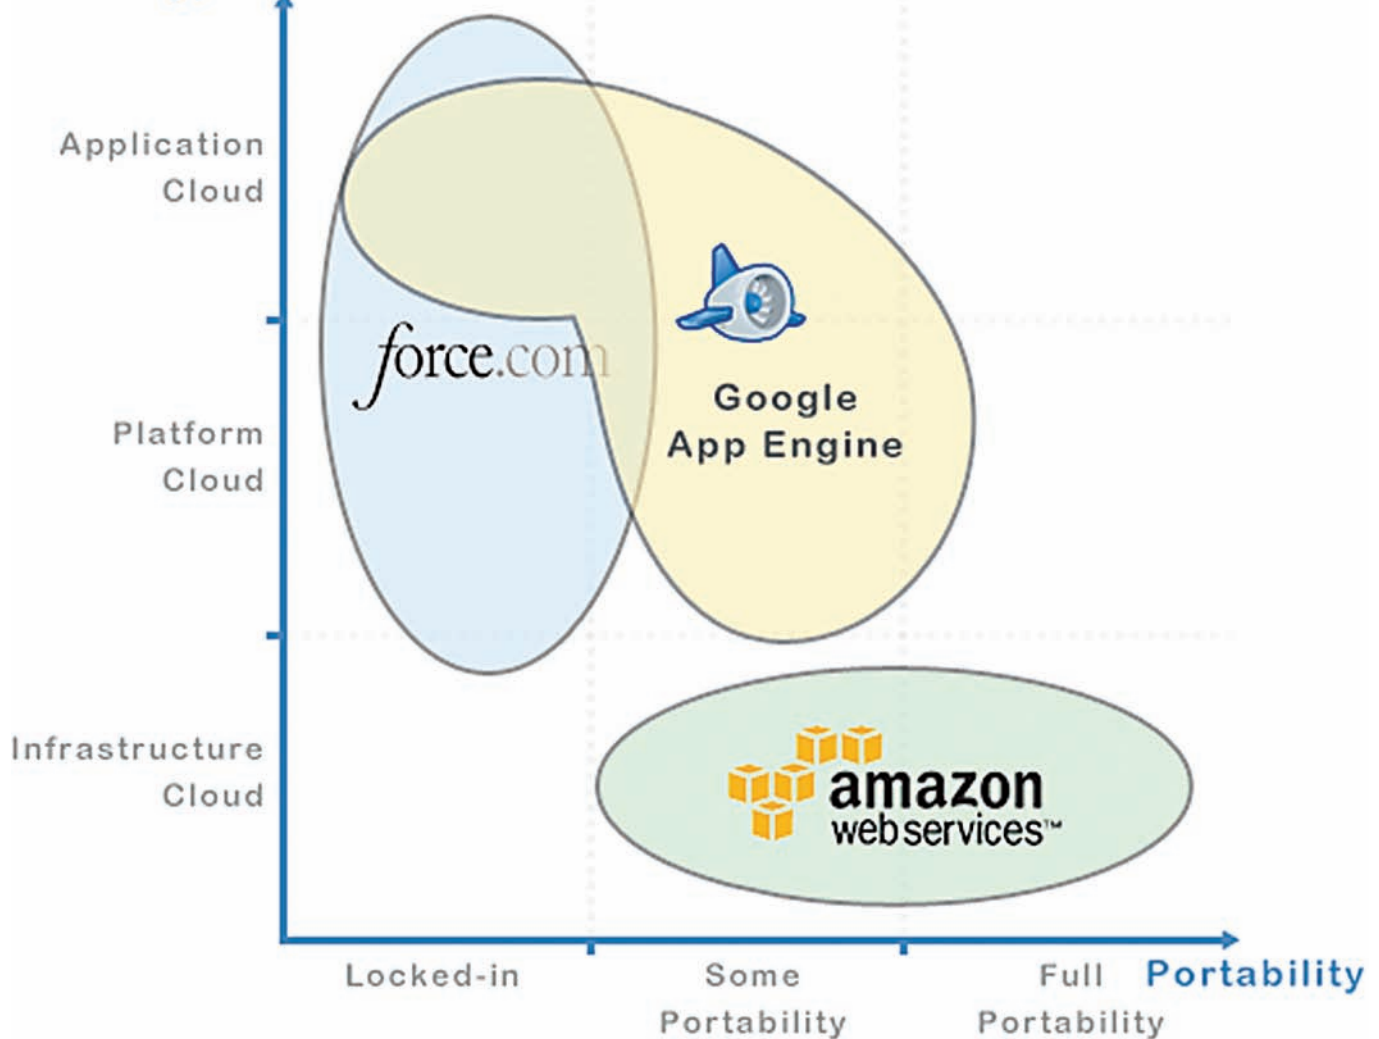 Application
Cloud
force.com
Google
App Engine
Platform
Cloud
Infrastructure
Cloud
amazon
webservices™
Locked-in
Some
Portability
Full
Portability
Portability